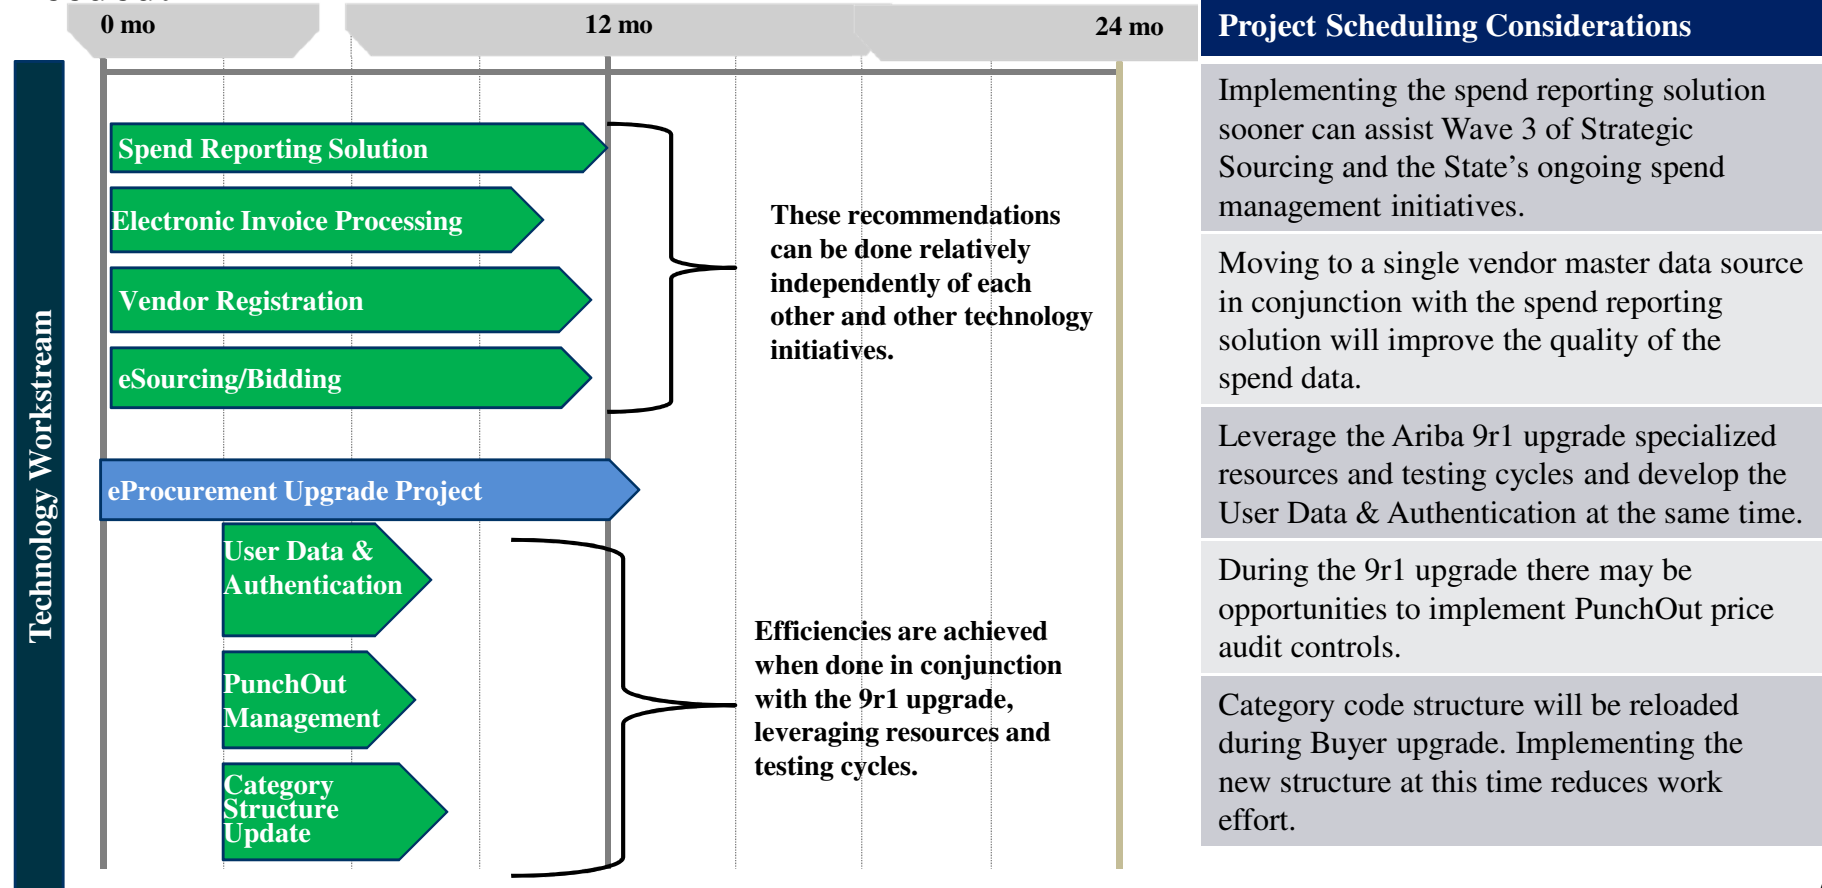 0 mo
12 mo
24 mo
Technology Workstream
Spend Reporting Solution
Electronic Invoice Processing
Vendor Registration
eSourcing/Bidding
These recommendations
can be done relatively
independently of each
other and other technology
initiatives.
eProcurement Upgrade Project
User Data &
Authentication
PunchOut
Management
Category
Structure
Update
Efficiencies are achieved
when done in conjunction
with the 9r1 upgrade,
leveraging resources and
testing cycles.
Project Scheduling Considerations
Implementing the spend reporting solution
sooner can assist Wave 3 of Strategic
Sourcing and the State’s ongoing spend
management initiatives.
Moving to a single vendor master data source
in conjunction with the spend reporting
solution will improve the quality of the
spend data.
Leverage the Ariba 9r1 upgrade specialized
resources and testing cycles and develop the
User Data & Authentication at the same time.
During the 9r1 upgrade there may be
opportunities to implement PunchOut price
audit controls.
Category code structure will be reloaded
during Buyer upgrade. Implementing the
new structure at this time reduces work
effort.